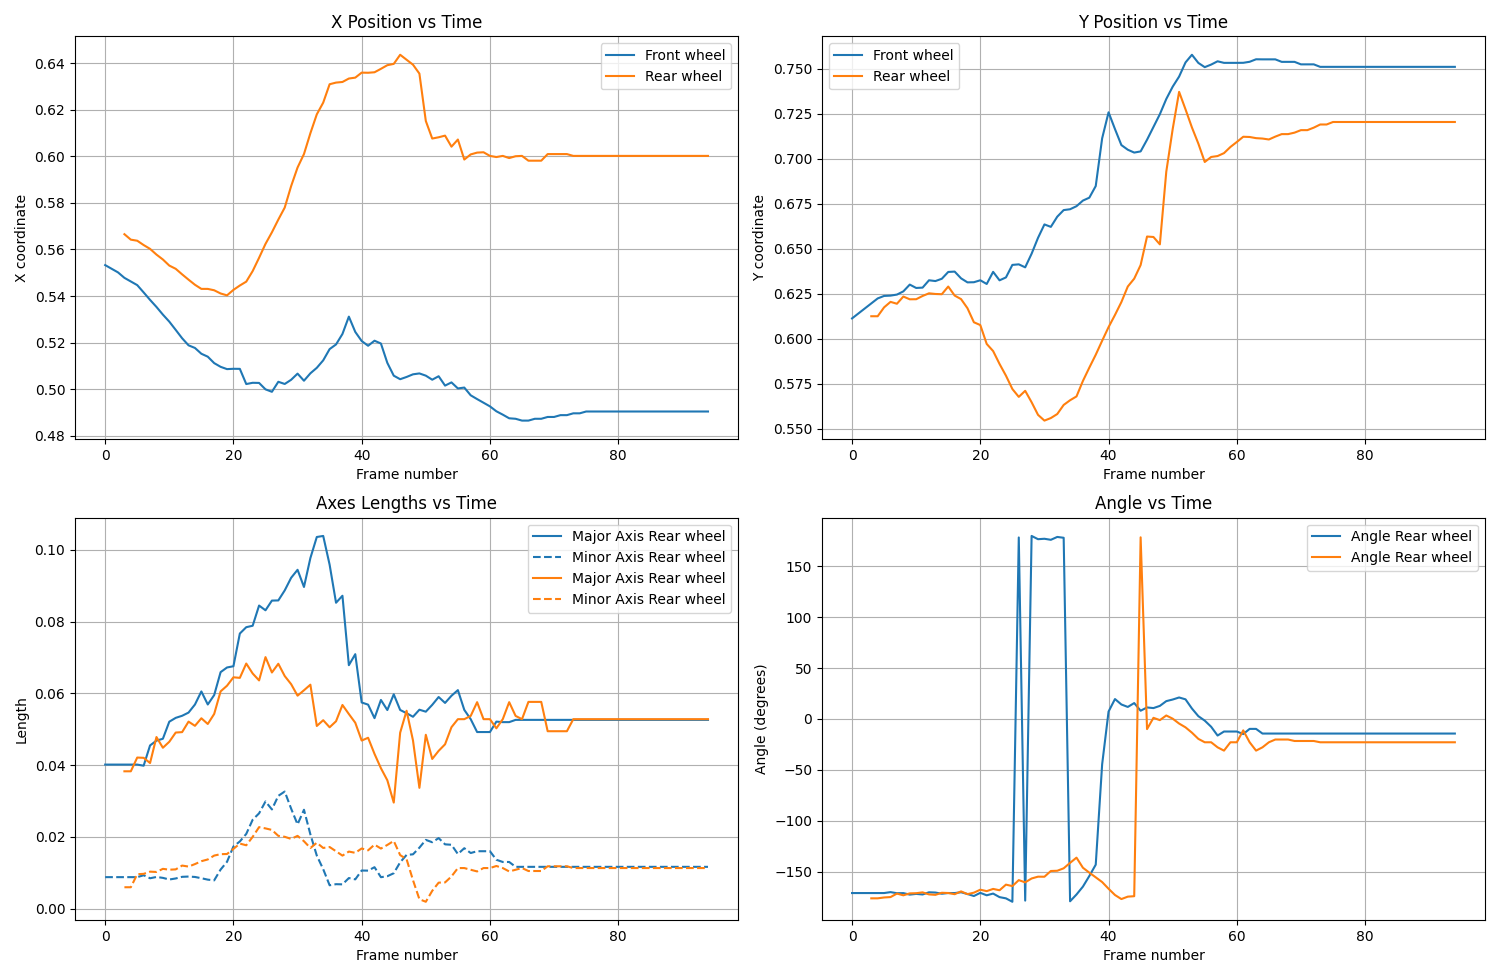 X Position vs Time
X coordinate
0.64
0.62
0.60
0.58
0.56
0.54
0.52
0.50
0.48
Front wheel
Rear wheel
0 20 40 60 80
Frame number
Y Position vs Time
Y coordinate
0.750
0.725
0.700
0.675
0.650
0.625
0.600
0.575
0.550
Front wheel
Rear wheel
0 20 40 60 80
Frame number
Axes Lengths vs Time
Length
0.10
0.08
0.06
0.04
0.02
0.00
Major Axis Rear wheel
Minor Axis Rear wheel
Major Axis Rear wheel
Minor Axis Rear wheel
0 20 40 60 80
Frame number
Angle vs Time
Angle (degrees)
150
100
50
0
−50
−100
−150
Angle Rear wheel
Angle Rear wheel
0 20 40 60 80
Frame number